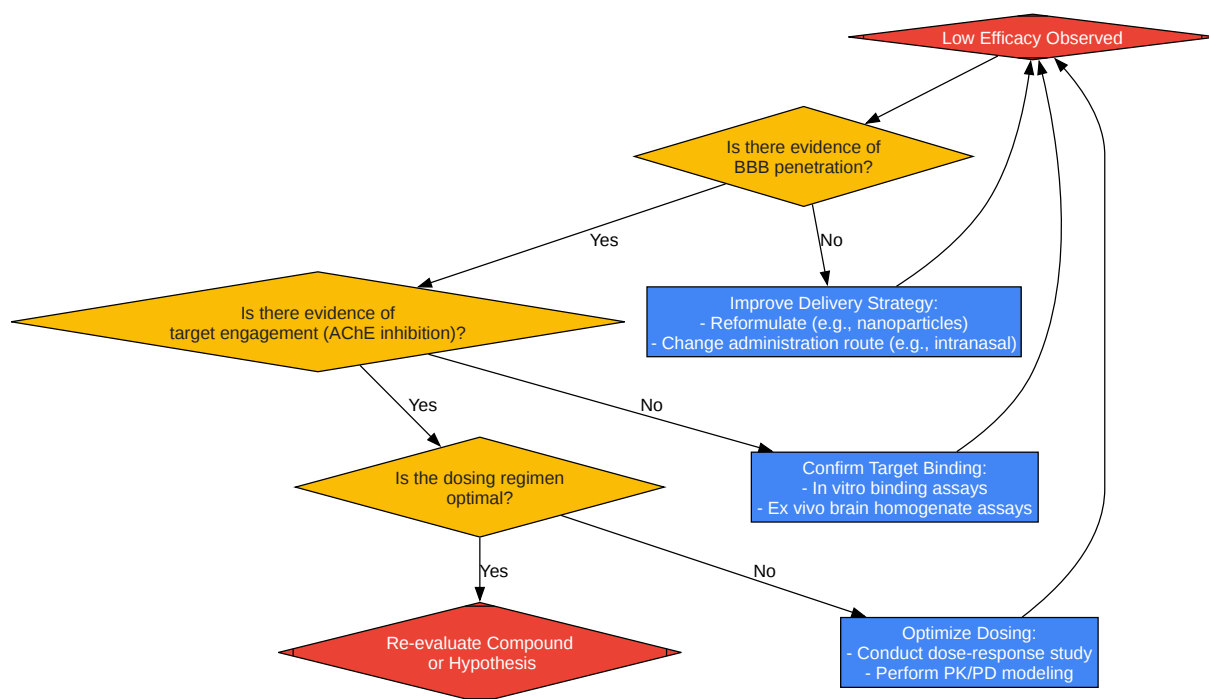 Low Efficacy Observed
Is there evidence of
BBB penetration?
Yes
No
Is there evidence of
target engagement (AChE inhibition)?
Improve Delivery Strategy:
- Reformulate (e.g., nanoparticles)
- Change administration route (e.g., intranasal)
Yes
No
Is the dosing regimen
optimal?
Confirm Target Binding:
- In vitro binding assays
- Ex vivo brain homogenate assays
Yes
No
Re-evaluate Compound
or Hypothesis
Optimize Dosing:
- Conduct dose-response study
- Perform PK/PD modeling